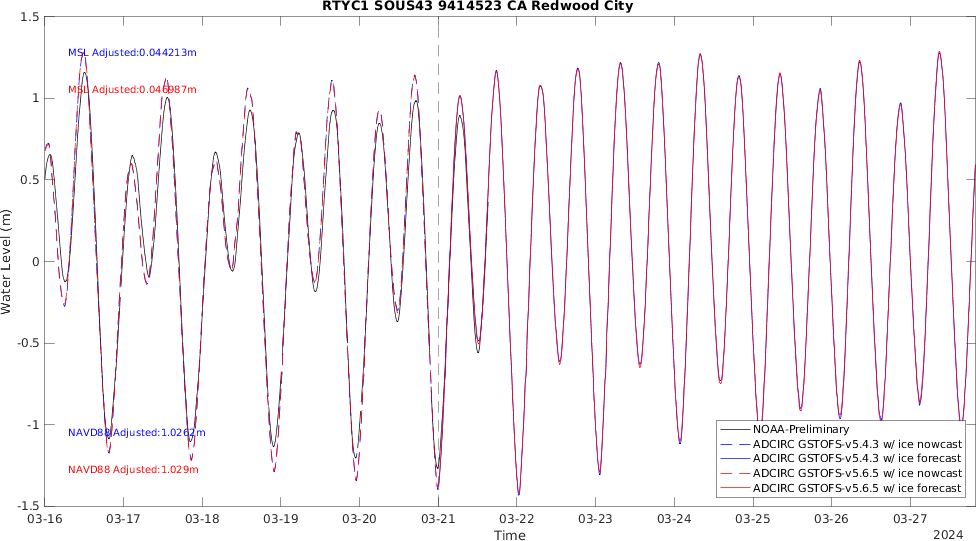 RTYC1 SOUS43 9414523 CA Redwood City
1.5
1
0.5
0
-0.5
-1
-1.5
Water Level (m)
MSL Adjusted:0.044213m
MSL Adjusted:0.046987m
NAVD88 Adjusted:1.0262m
NAVD88 Adjusted:1.029m
NOAA-Preliminary
ADCIRC GSTOFS-v5.4.3 w/ ice nowcast
ADCIRC GSTOFS-v5.4.3 w/ ice forecast
ADCIRC GSTOFS-v5.6.5 w/ ice nowcast
ADCIRC GSTOFS-v5.6.5 w/ ice forecast
03-16 03-17 03-18 03-19 03-20 03-21 03-22 03-23 03-24 03-25 03-26 03-27
Time
2024